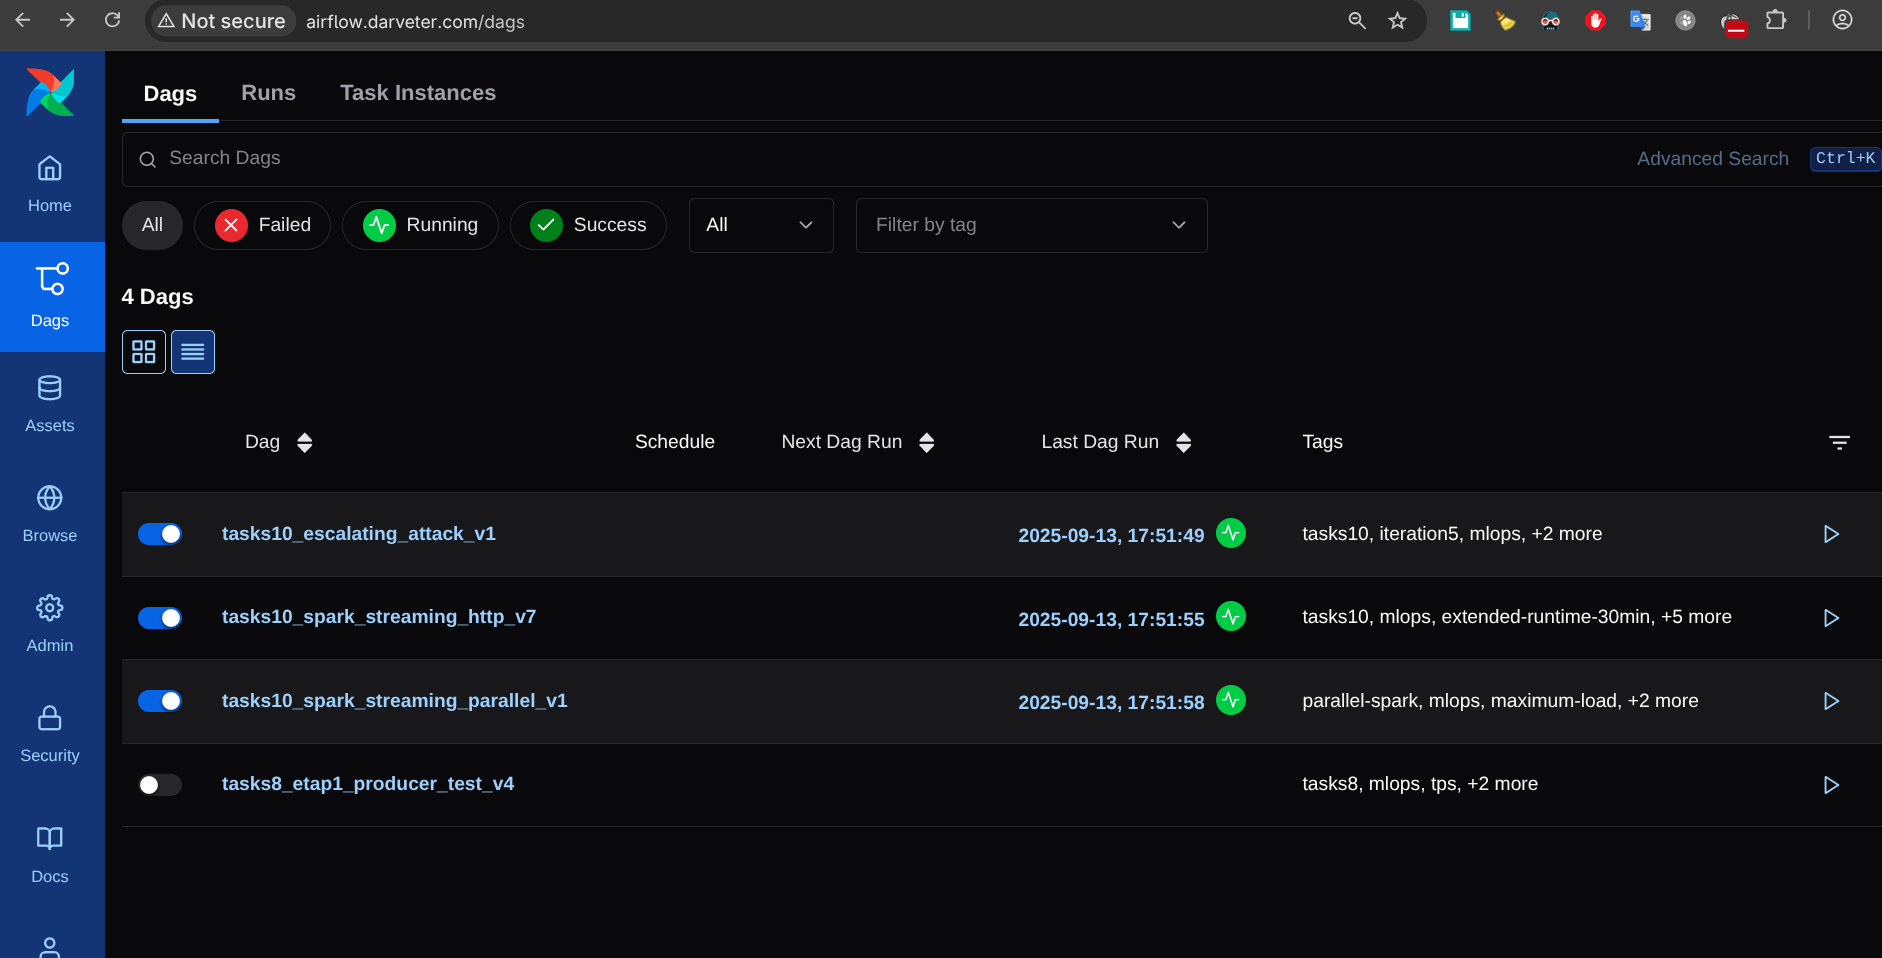 Not secure airflow.darveter.com/dags
Dags Runs Task Instances
Search Dags Advanced Search Ctrl+K
All Failed Running Success All Filter by tag
4 Dags
Dag Schedule Next Dag Run Last Dag Run Tags
tasks10_escalating_attack_v1 2025-09-13, 17:51:49 tasks10, iteration5, mlops, +2 more
tasks10_spark_streaming_http_v7 2025-09-13, 17:51:55 tasks10, mlops, extended-runtime-30min, +5 more
tasks10_spark_streaming_parallel_v1 2025-09-13, 17:51:58 parallel-spark, mlops, maximum-load, +2 more
tasks8_etap1_producer_test_v4 tasks8, mlops, tps, +2 more
Home
Dags
Assets
Browse
Admin
Security
Docs